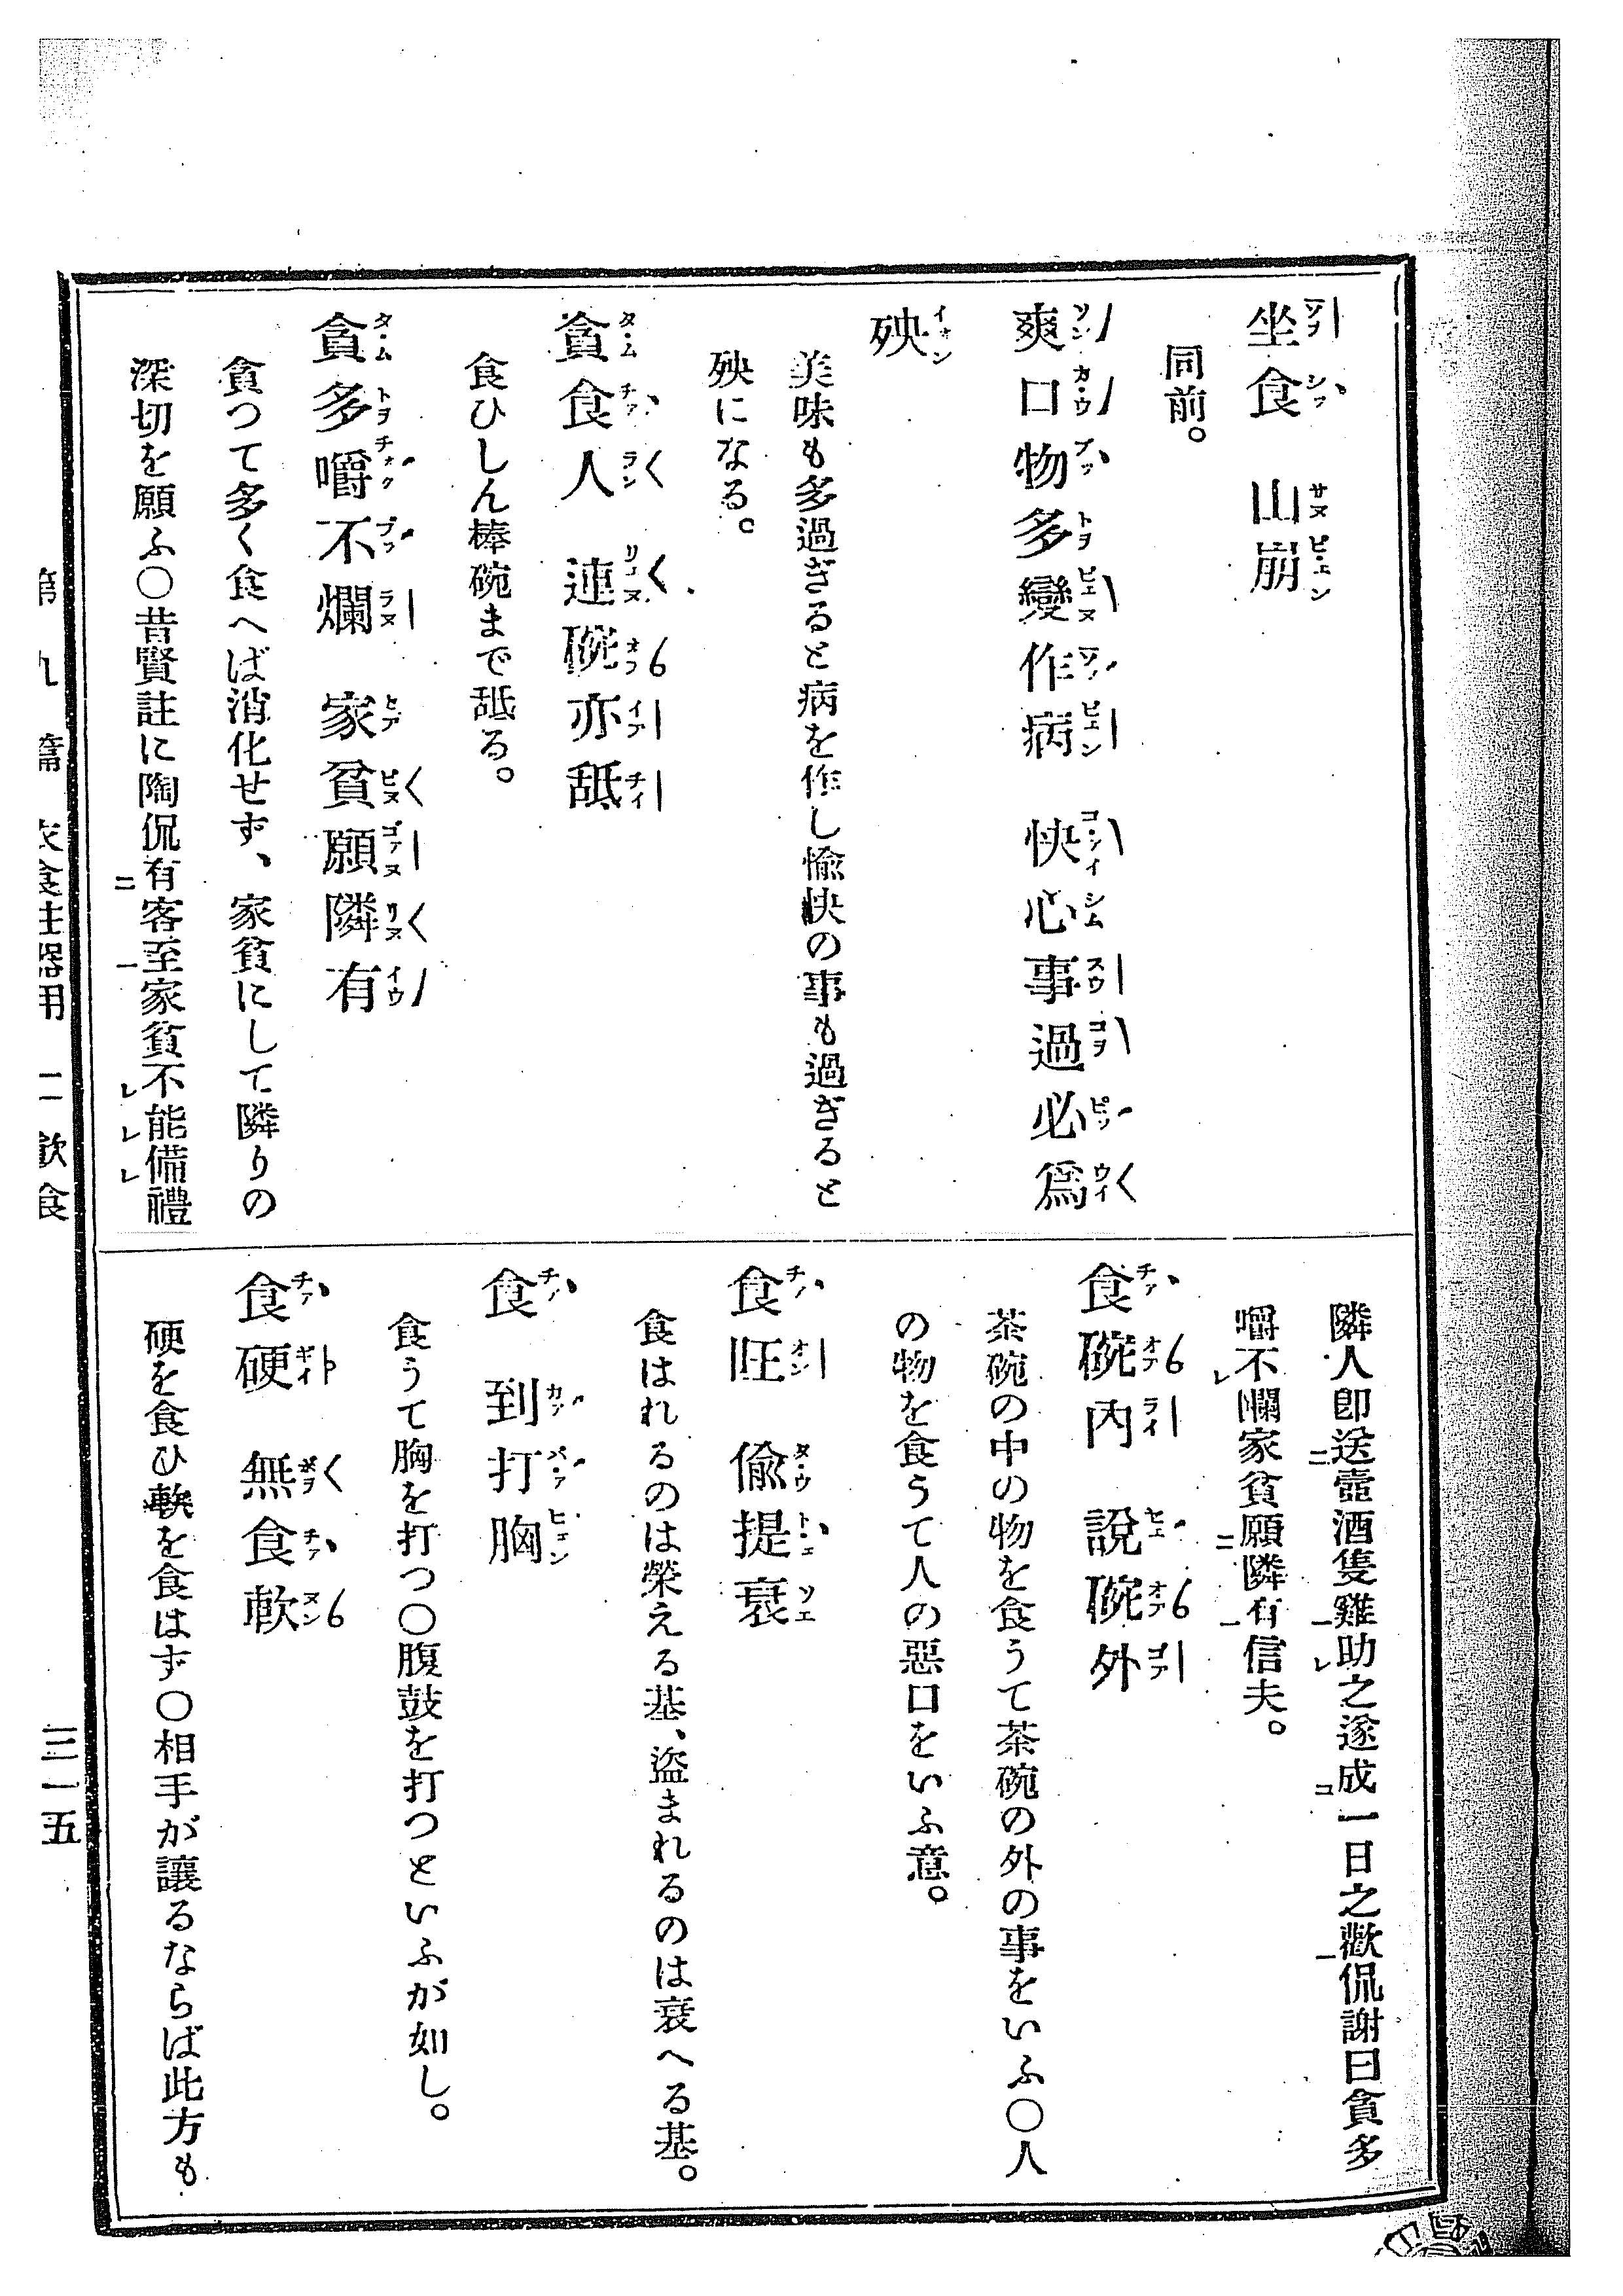 坐食 山崩
同前。
爽口物多變作病 快心事過必爲
殃
美味も多過ぎると病を作し愉快の事も過ぎると
殃になる。
貪食人 連碗亦舐
食ひしん棒碗まで舐る。
貪多嚼不爛 家貧願隣有
貪つて多く食へば消化せず、家貧にして隣りの
深切を願ふ〇昔賢註に陶侃有客至家貧不能備禮
隣人卽送壺酒隻雞助之遂成一日之歡侃謝曰貪多
嚼不爛家貧願隣有信夫。
食碗內 說碗外
茶碗の中の物を食うて茶碗の外の事をいふ〇人
の物を食うて人の惡口をいふ意。
食旺 偸提衰
食はれるのは榮える基、盜まれるのは衰へる基。
食 到打胸
食うて胸を打つ〇腹鼓を打つといふが如し。
食硬 無食軟
硬を食ひ軟を食はず〇相手が讓るならば此方も
第九篇 衣食住器用 二 飮食
三一五